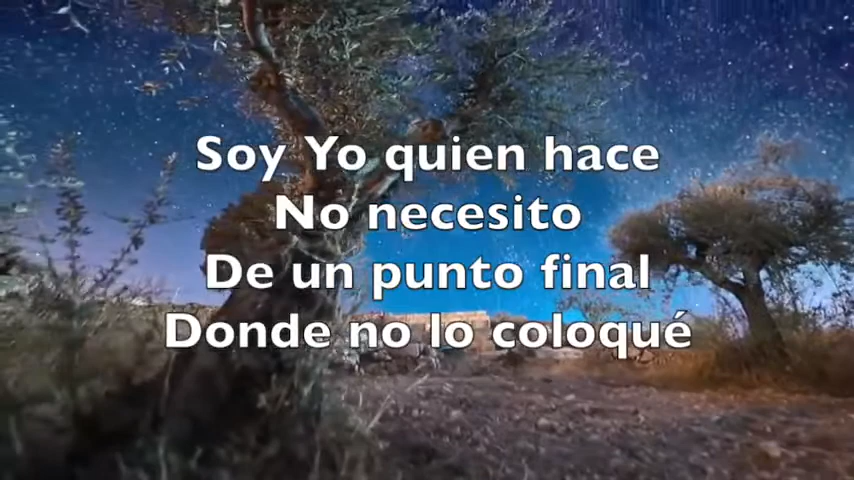 Soy Yo quien hace
No necesito
De un punto final
Donde no lo coloqué